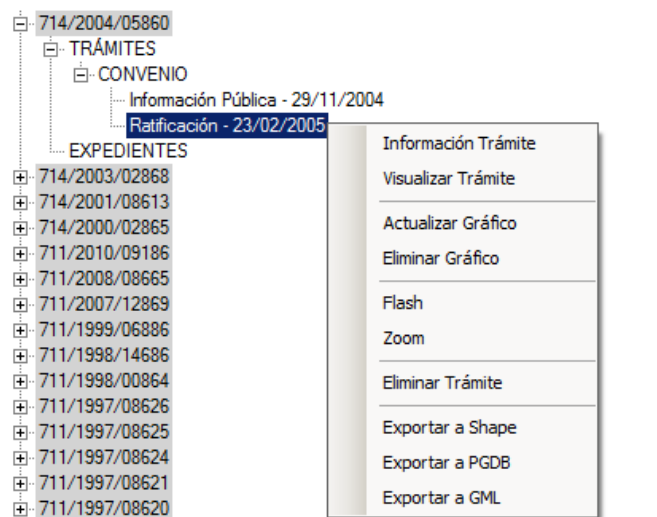 714/2004/05860
TRÁMITES
CONVENIO
Información Pública - 29/11/2004
Ratificación - 23/02/2005
EXPEDIENTES
714/2003/02868
714/2001/08613
714/2000/02865
711/2010/09186
711/2008/08665
711/2007/12869
711/1999/06886
711/1998/14686
711/1998/00864
711/1997/08626
711/1997/08625
711/1997/08624
711/1997/08621
711/1997/08620
Información Trámite
Visualizar Trámite
Actualizar Gráfico
Eliminar Gráfico
Flash
Zoom
Eliminar Trámite
Exportar a Shape
Exportar a PGDB
Exportar a GML